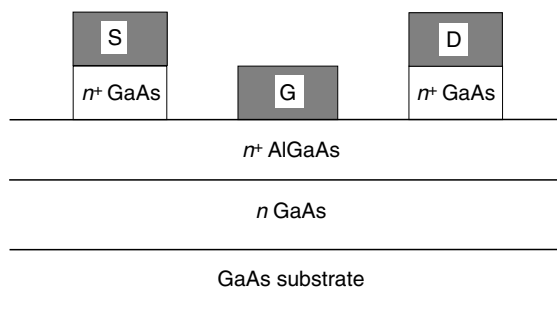 S
D
n⁺ GaAs
G
n⁺ GaAs
n⁺ AlGaAs
n GaAs
GaAs substrate